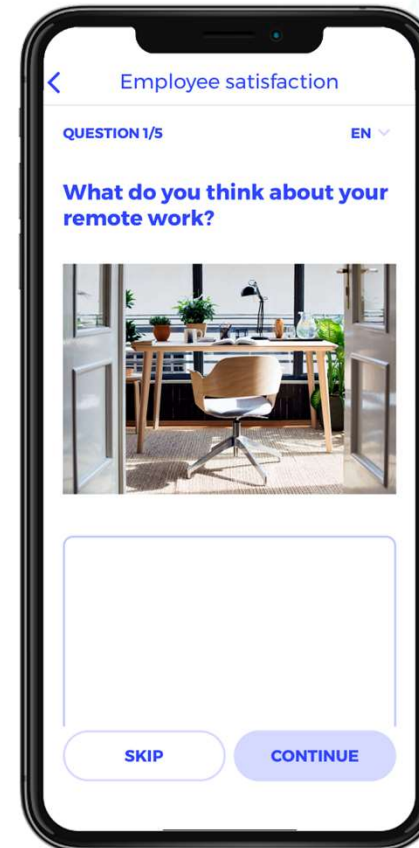 Employee satisfaction
QUESTION 1/5
EN
What do you think about your
remote work?
SKIP
CONTINUE